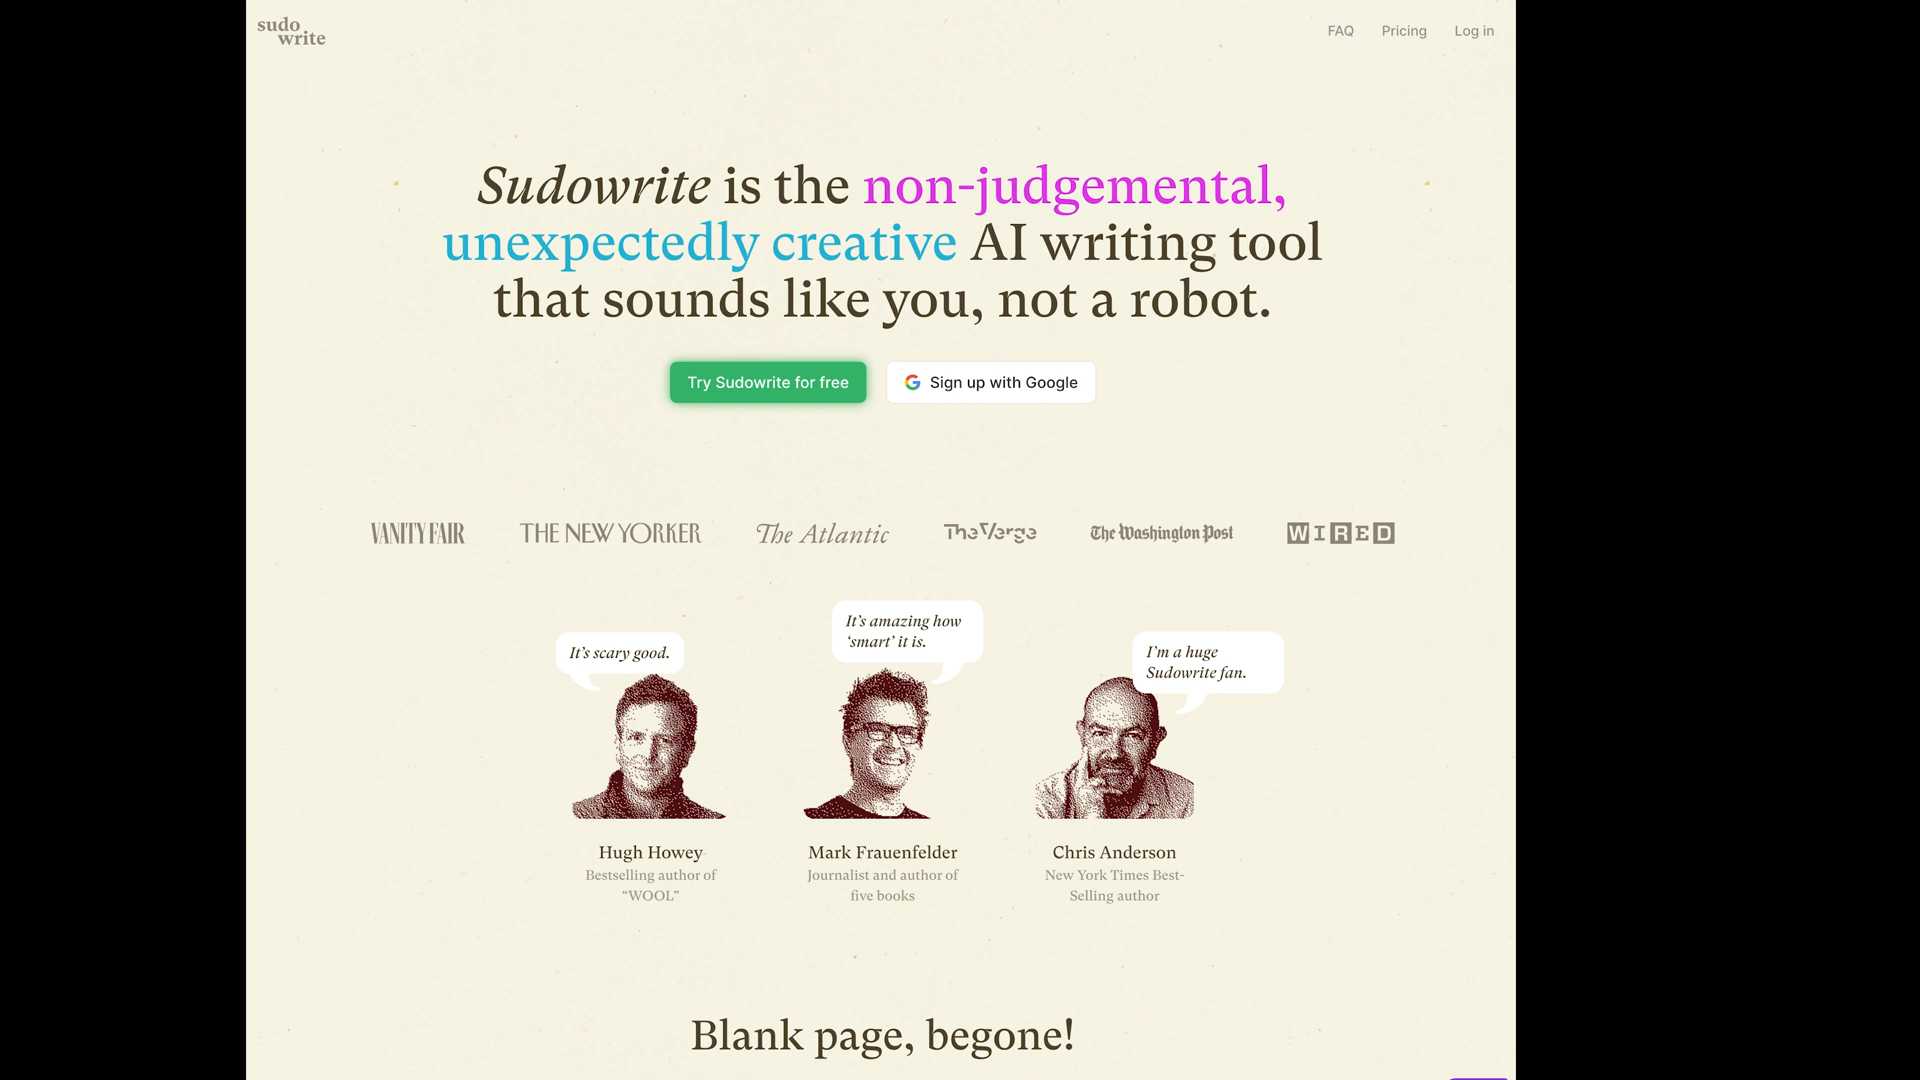 sudo
write
FAQ Pricing Log in
Sudowrite is the non-judgemental,
unexpectedly creative AI writing tool
that sounds like you, not a robot.
Try Sudowrite for free
Sign up with Google
VANITY FAIR THE NEW YORKER The Atlantic The Verge The Washington Post WIRED
It’s scary good.
It’s amazing how
‘smart’ it is.
I’m a huge
Sudowrite fan.
Hugh Howey
Bestselling author of
“WOOL”
Mark Frauenfelder
Journalist and author of
five books
Chris Anderson
New York Times Best-
Selling author
Blank page, begone!